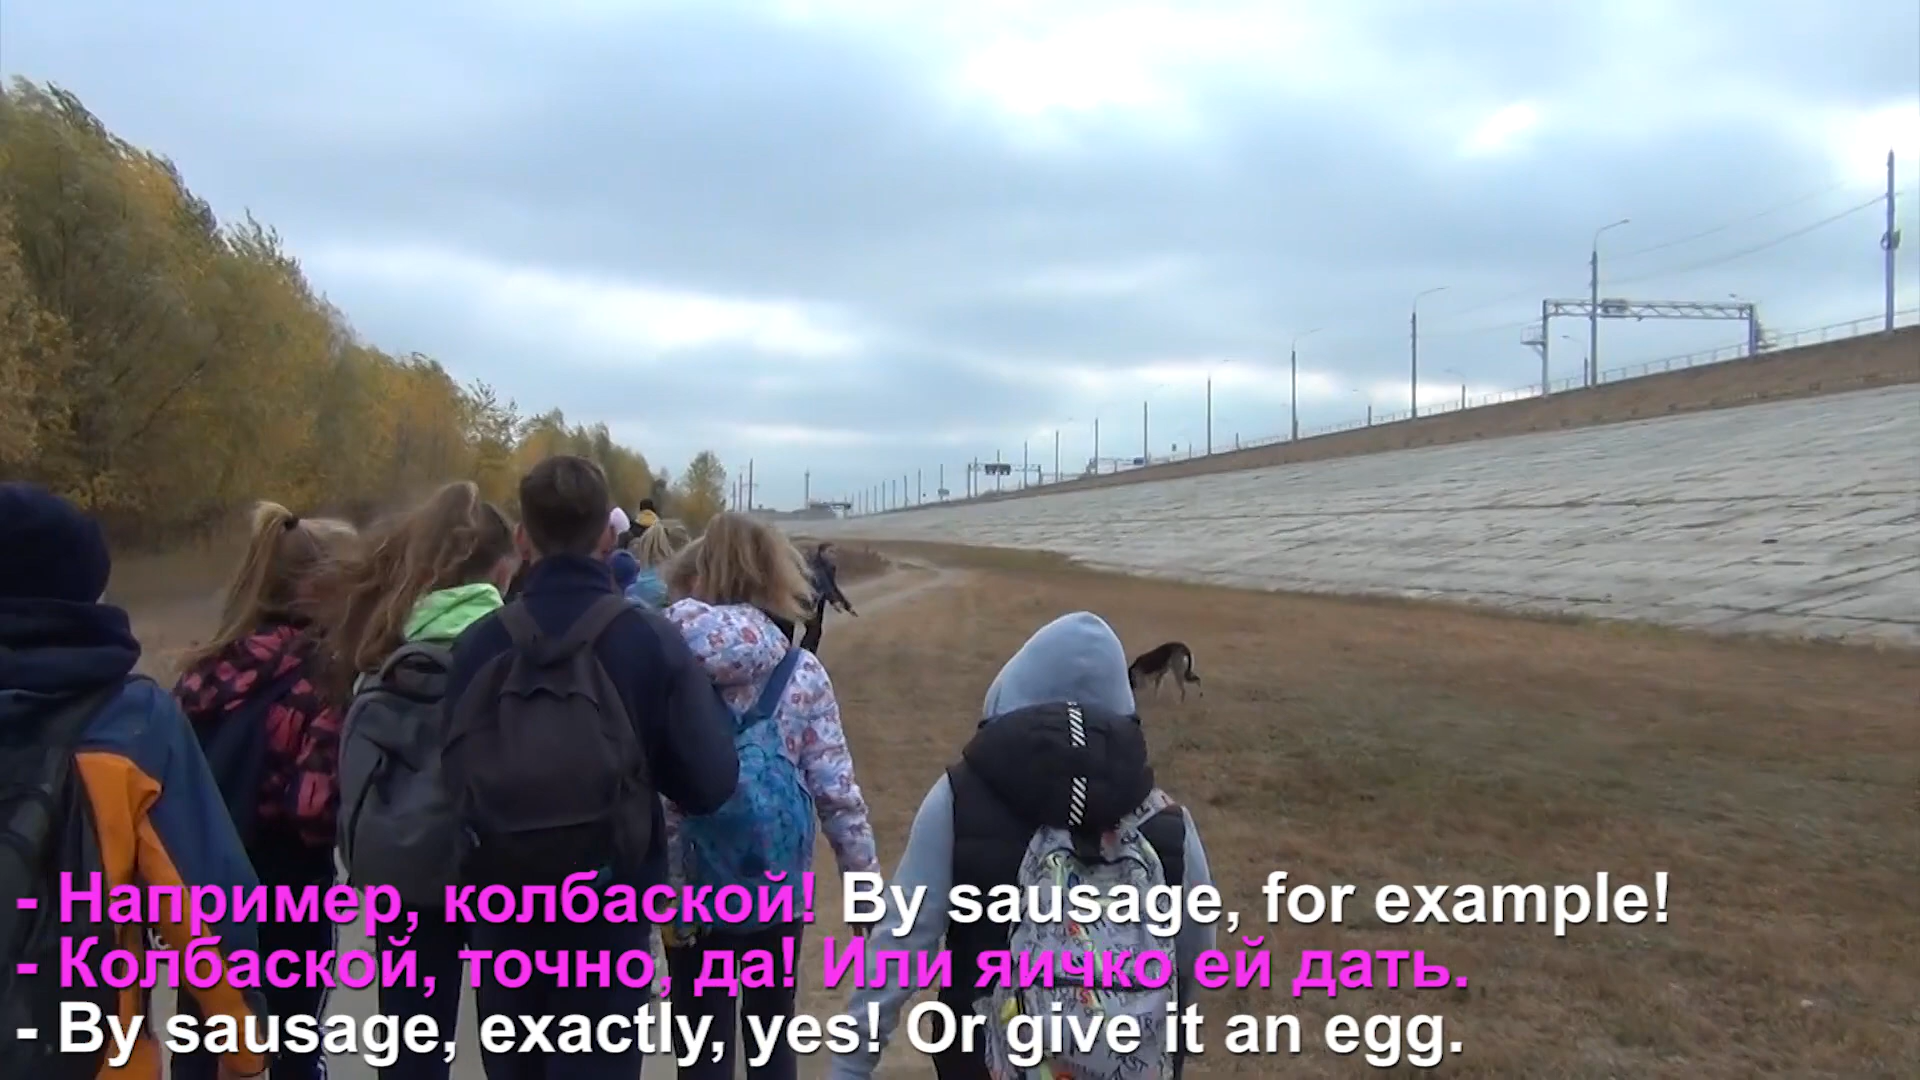 - Например, колбаской! By sausage, for example!
- Колбаской, точно, да! Или яичко ей дать.
- By sausage, exactly, yes! Or give it an egg.